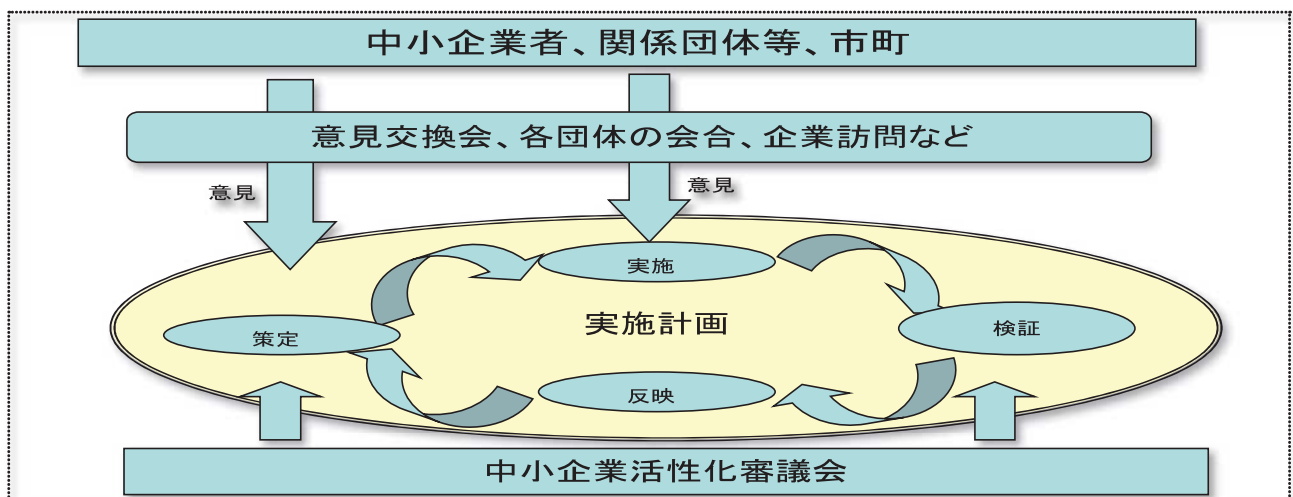 中小企業者、関係団体等、市町
意見交換会、各団体の会合、企業訪問など
意見
意見
実施
実施計画
策定
検証
反映
中小企業活性化審議会